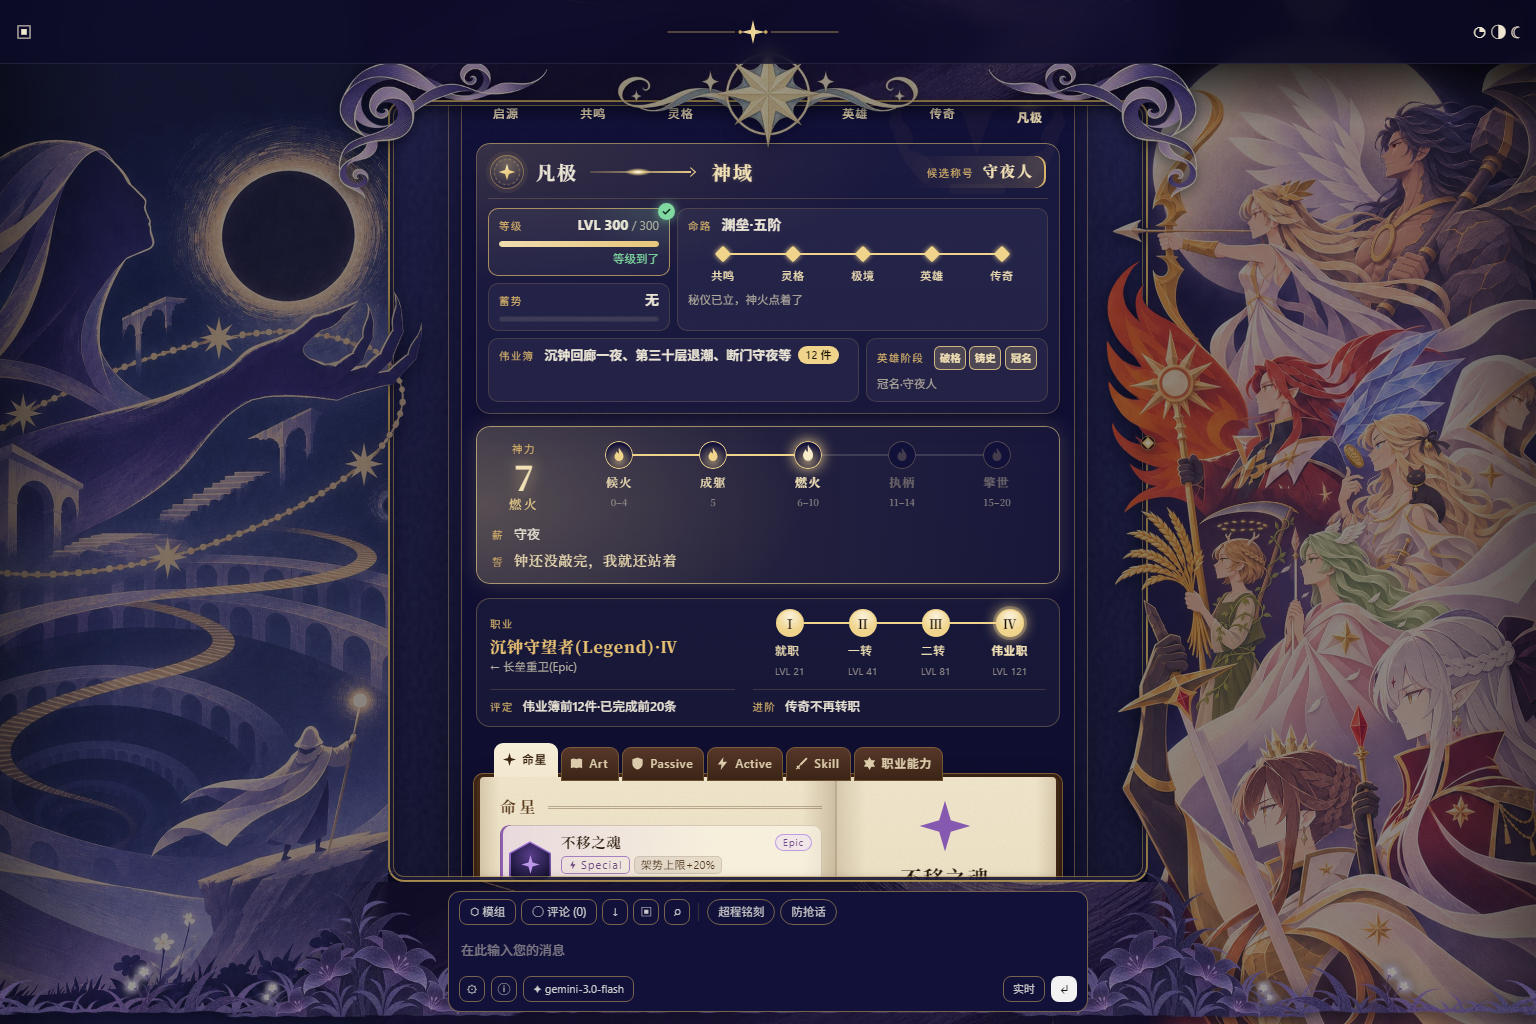 启源 共鸣 灵格 英雄 传奇 凡极
凡极 神域 候选称号 守夜人
等级 LVL 300 / 300
等级到了
蓄势 无
命路 渊垒·五阶
共鸣 灵格 极境 英雄 传奇
秘仪已立，神火点着了
伟业簿 沉钟回廊一夜、第三十层退潮、断门守夜等 12 件
英雄阶段 破格 铸史 冠名
冠名·守夜人
神力
7
燃火
候火 成躯 燃火 执柄 擎世
0–4 5 6–10 11–14 15–20
薪 守夜
誓 钟还没敲完，我就还站着
职业
沉钟守望者(Legend)·IV
← 长垒重卫(Epic)
I II III IV
就职 一转 二转 伟业职
LVL 21 LVL 41 LVL 81 LVL 121
评定 伟业簿前12件·已完成前20条
进阶 传奇不再转职
命星 Art Passive Active Skill 职业能力
命星
不移之魂 Epic
Special 架势上限+20%
不移之魂
模组 评论 (0) 超程铭刻 防抢话
在此输入您的消息
gemini-3.0-flash 实时